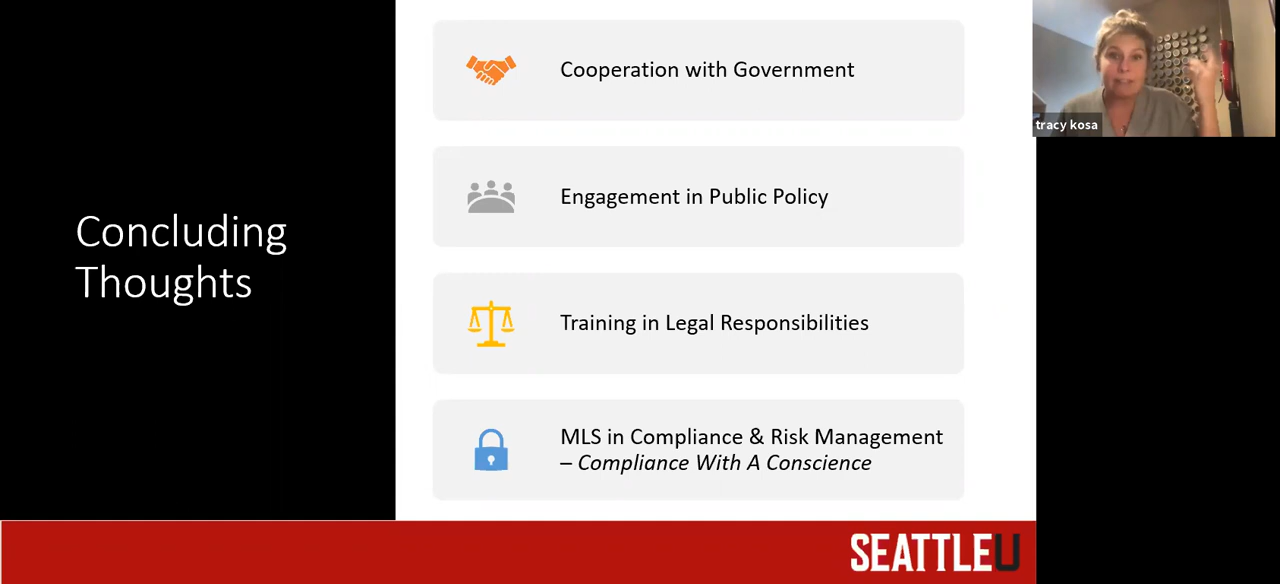 Concluding
Thoughts
Cooperation with Government
Engagement in Public Policy
Training in Legal Responsibilities
MLS in Compliance & Risk Management
– Compliance With A Conscience
tracy kosa
SEATTLEU